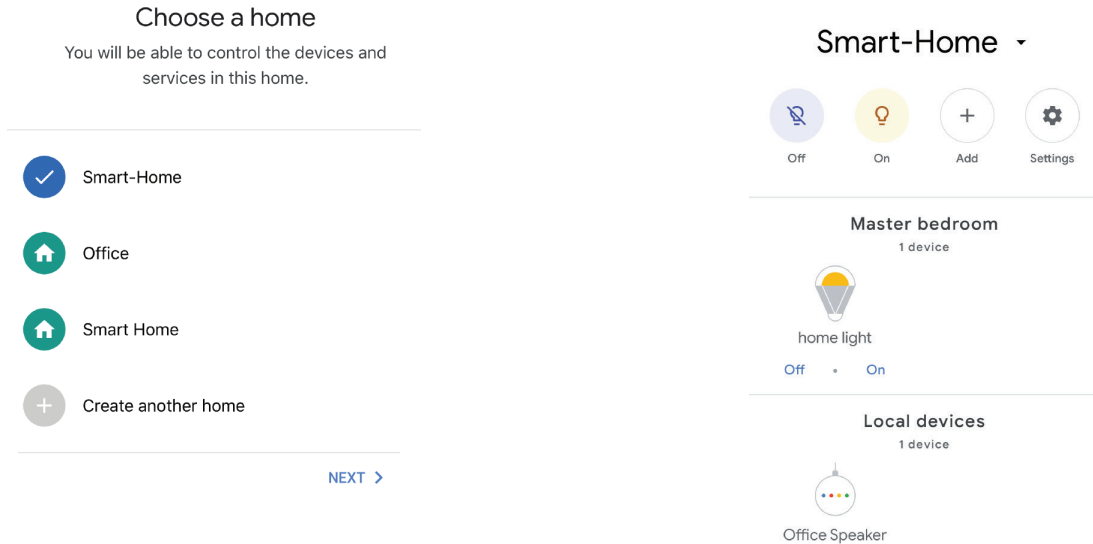 Choose a home
You will be able to control the devices and
services in this home.
Smart-Home
Office
Smart Home
Create another home
NEXT
Smart-Home
Off
On
Add
Settings
Master bedroom
1 device
home light
Off • On
Local devices
1 device
Office Speaker